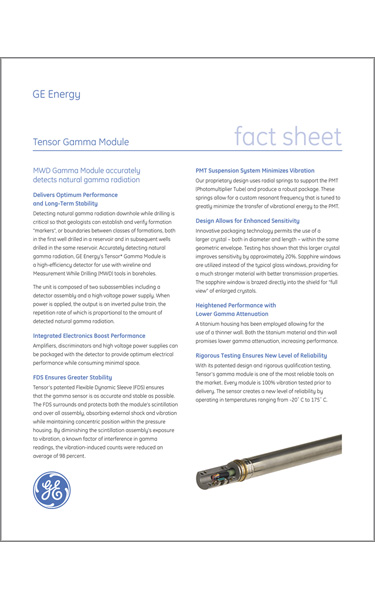 GE Energy
Tensor Gamma Module
fact sheet
MWD Gamma Module accurately
detects natural gamma radiation
Delivers Optimum Performance
and Long-Term Stability
Detecting natural gamma radiation downhole while drilling is
critical so that geologists can establish and verify formation
"markers", or boundaries between classes of formations, both
in the first well drilled in a reservoir and in subsequent wells
drilled in the same reservoir. Accurately detecting natural
gamma radiation, GE Energy's Tensor* Gamma Module is
a high-efficiency detector for use with wireline and
Measurement While Drilling (MWD) tools in boreholes.
The unit is composed of two subassemblies including a
detector assembly and a high voltage power supply. When
power is applied, the output is an inverted pulse train, the
repetition rate of which is proportional to the amount of
detected natural gamma radiation.
Integrated Electronics Boost Performance
Amplifiers, discriminators and high voltage power supplies can
be packaged with the detector to provide optimum electrical
performance while consuming minimal space.
FDS Ensures Greater Stability
Tensor's patented Flexible Dynamic Sleeve (FDS) ensures
that the gamma sensor is as accurate and stable as possible.
The FDS surrounds and protects both the module's scintillation
and over all assembly, absorbing external shock and vibration
while maintaining concentric position within the pressure
housing. By diminishing the scintillation assembly's exposure
to vibration, a known factor of interference in gamma
readings, the vibration-induced counts were reduced an
average of 98 percent.
PMT Suspension System Minimizes Vibration
Our proprietary design uses radial springs to support the PMT
(Photomultiplier Tube) and produce a robust package. These
springs allow for a custom resonant frequency that is tuned to
greatly minimize the transfer of vibrational energy to the PMT.
Design Allows for Enhanced Sensitivity
Innovative packaging technology permits the use of a
larger crystal – both in diameter and length – within the same
geometric envelope. Testing has shown that this larger crystal
improves sensitivity by approximately 20%. Sapphire windows
are utilized instead of the typical glass windows, providing for
a much stronger material with better transmission properties.
The sapphire window is brazed directly into the shield for "full
view" of enlarged crystals.
Heightened Performance with
Lower Gamma Attenuation
A titanium housing has been employed allowing for the
use of a thinner wall. Both the titanium material and thin wall
promises lower gamma attenuation, increasing performance.
Rigorous Testing Ensures New Level of Reliability
With its patented design and rigorous qualification testing,
Tensor's gamma module is one of the most reliable tools on
the market. Every module is 100% vibration tested prior to
delivery. The sensor creates a new level of reliability by
operating in temperatures ranging from -20° C to 175° C.
GE